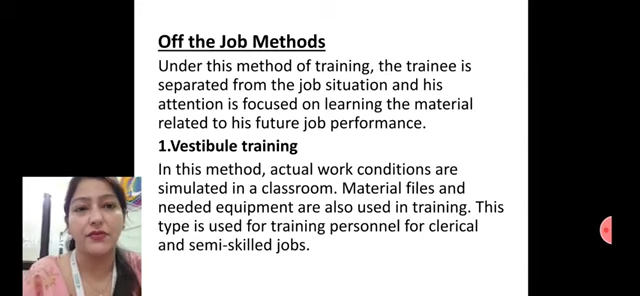 Off the Job Methods
Under this method of training, the trainee is
separated from the job situation and his
attention is focused on learning the material
related to his future job performance.
1.Vestibule training
In this method, actual work conditions are
simulated in a classroom. Material files and
needed equipment are also used in training. This
type is used for training personnel for clerical
and semi-skilled jobs.